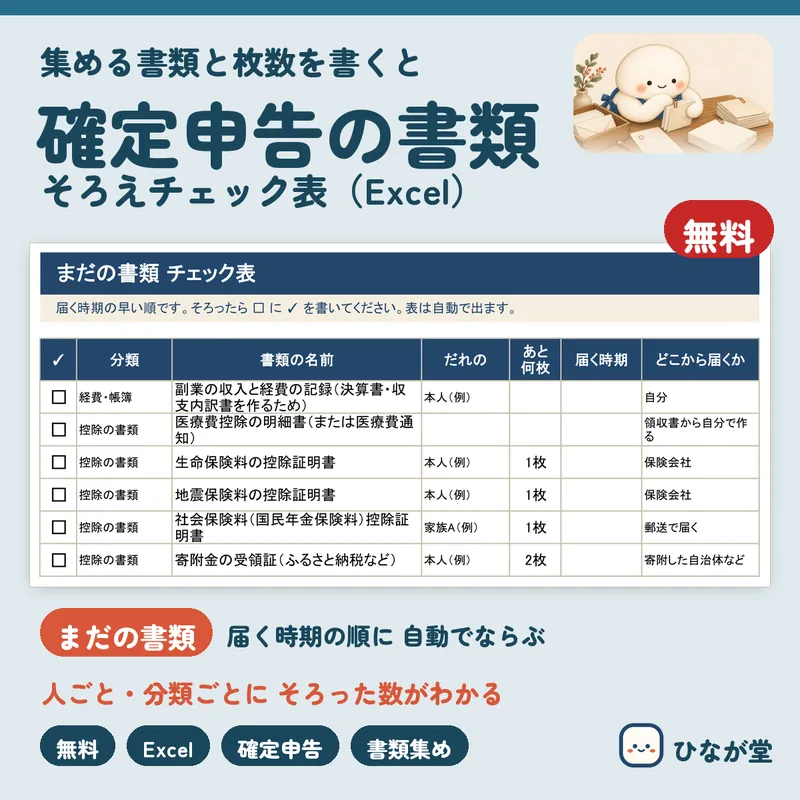 集める書類と枚数を書くと
確定申告の書類
そろえチェック表（Excel）
無料
まだの書類 チェック表
届く時期の早い順です。そろったら □ に ✓ を書いてください。表は自動で出ます。
✓ 分類 書類の名前 だれの あと何枚 届く時期 どこから届くか
□ 経費・帳簿 副業の収入と経費の記録（決算書・収支内訳書を作るため） 本人（例） 自分
□ 控除の書類 医療費控除の明細書（または医療費通知） 領収書から自分で作る
□ 控除の書類 生命保険料の控除証明書 本人（例） 1枚 保険会社
□ 控除の書類 地震保険料の控除証明書 本人（例） 1枚 保険会社
□ 控除の書類 社会保険料（国民年金保険料）控除証明書 家族A（例） 1枚 郵送で届く
□ 控除の書類 寄附金の受領証（ふるさと納税など） 本人（例） 2枚 寄附した自治体など
まだの書類 届く時期の順に 自動でならぶ
人ごと・分類ごとに そろった数がわかる
無料 Excel 確定申告 書類集め
ひなが堂